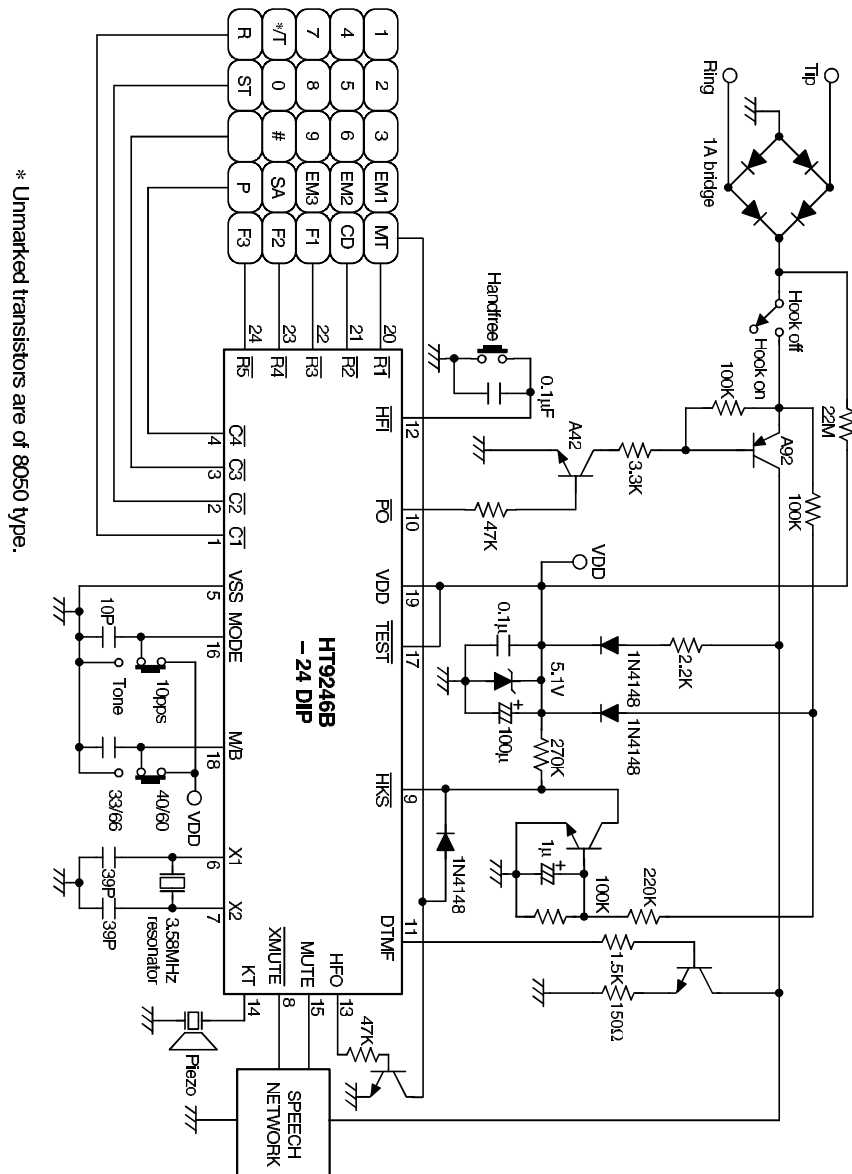 Tip
Ring
1A bridge
22M
Hook off
Hook on
100K
A92
100K
3.3K
A42
47K
Handfree
0.1µF
VDD
2.2K
1N4148
1N4148
0.1µ
5.1V
+
100µ
270K
220K
100K
1µ
+
1N4148
1.5K
150Ω
47K
1 2 3 EM1 MT
4 5 6 EM2 CD
7 8 9 EM3 F1
*/T 0 # SA F2
R ST P F3
20
21
22
23
24
R1
R2
R3
R4
R5
12
HFI
10
PO
19
VDD
17
TEST
9
HKS
11
DTMF
HFO
13
MUTE
15
XMUTE
8
KT
14
HT9246B
– 24 DIP
C4
4
C3
3
C2
2
C1
1
VSS
5
MODE
16
M/B
18
X1
6
X2
7
10P
Tone
10pps
33/66
40/60
VDD
39P
39P
3.58MHz
resonator
Piezo
SPEECH
NETWORK
* Unmarked transistors are of 8050 type.